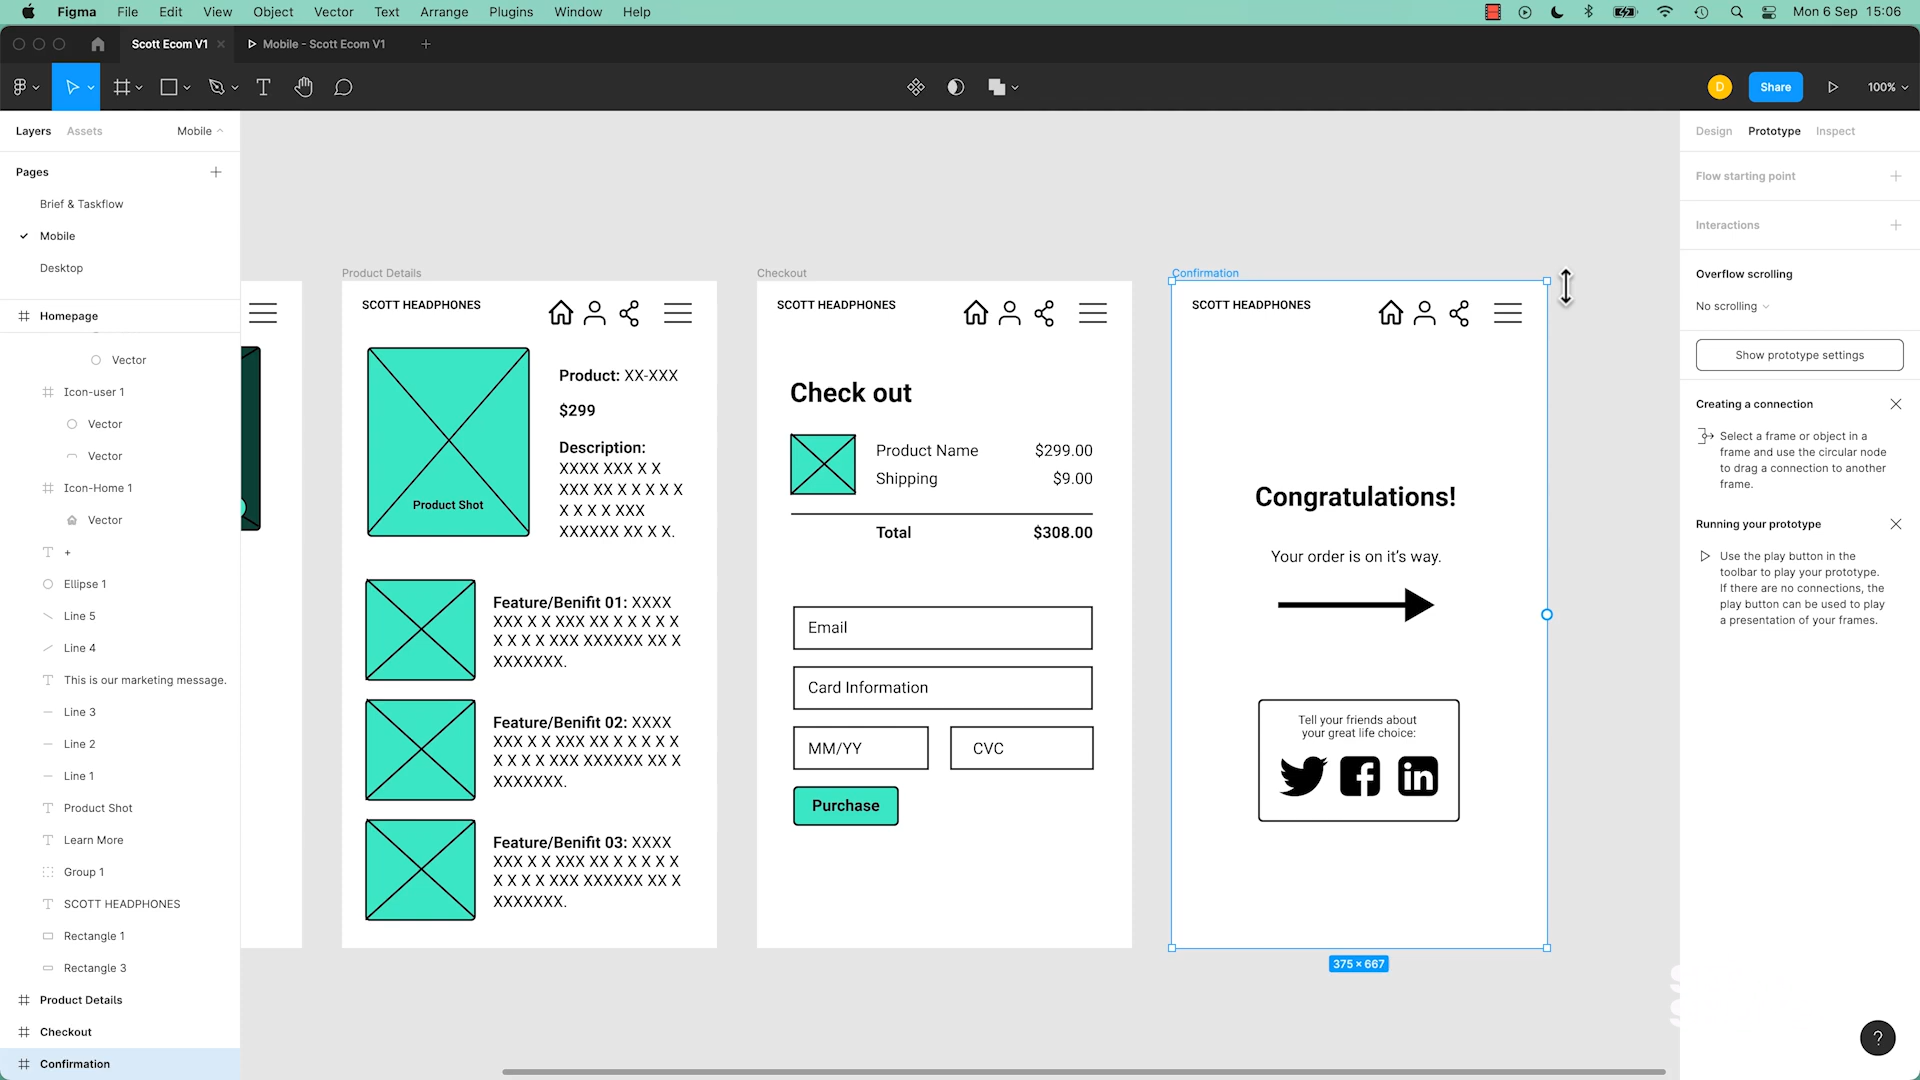 Figma File Edit View Object Vector Text Arrange Plugins Window Help Mon 6 Sep 15:06
Scott Ecom V1 Mobile - Scott Ecom V1
D Share 100%
Layers Assets Mobile
Pages
Brief & Taskflow
Mobile
Desktop
Homepage
Vector
Icon-user 1
Vector
Vector
Icon-Home 1
Vector
+
Ellipse 1
Line 5
Line 4
This is our marketing message.
Line 3
Line 2
Line 1
Product Shot
Learn More
Group 1
SCOTT HEADPHONES
Rectangle 1
Rectangle 3
Product Details
Checkout
Confirmation
Product Details
SCOTT HEADPHONES
Product: XX-XXX
$299
Description:
XXXX XXX X X
XXX XX X X X X X
X X X X XXX
XXXXXX XX X X.
Product Shot
Feature/Benifit 01: XXXX
XXX X X XXX XX X X X X X
X X X X XXX XXXXXX XX X
XXXXXXX.
Feature/Benifit 02: XXXX
XXX X X XXX XX X X X X X
X X X X XXX XXXXXX XX X
XXXXXXX.
Feature/Benifit 03: XXXX
XXX X X XXX XX X X X X X
X X X X XXX XXXXXX XX X
XXXXXXX.
Checkout
SCOTT HEADPHONES
Check out
Product Name $299.00
Shipping $9.00
Total $308.00
Email
Card Information
MM/YY CVC
Purchase
Confirmation
SCOTT HEADPHONES
Congratulations!
Your order is on it's way.
Tell your friends about
your great life choice:
375 × 667
Design Prototype Inspect
Flow starting point
Interactions
Overflow scrolling
No scrolling
Show prototype settings
Creating a connection
Select a frame or object in a
frame and use the circular node
to drag a connection to another
frame.
Running your prototype
Use the play button in the
toolbar to play your prototype.
If there are no connections, the
play button can be used to play
a presentation of your frames.
?